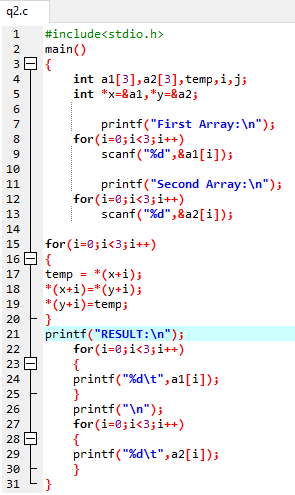 q2.c
1 #include<stdio.h>
2 main()
3 {
4 int a1[3],a2[3],temp,i,j;
5 int *x=&a1,*y=&a2;
6
7 printf("First Array:\n");
8 for(i=0;i<3;i++)
9 scanf("%d",&a1[i]);
10
11 printf("Second Array:\n");
12 for(i=0;i<3;i++)
13 scanf("%d",&a2[i]);
14
15 for(i=0;i<3;i++)
16 {
17 temp = *(x+i);
18 *(x+i)=*(y+i);
19 *(y+i)=temp;
20 }
21 printf("RESULT:\n");
22 for(i=0;i<3;i++)
23 {
24 printf("%d\t",a1[i]);
25 }
26 printf("\n");
27 for(i=0;i<3;i++)
28 {
29 printf("%d\t",a2[i]);
30 }
31 }